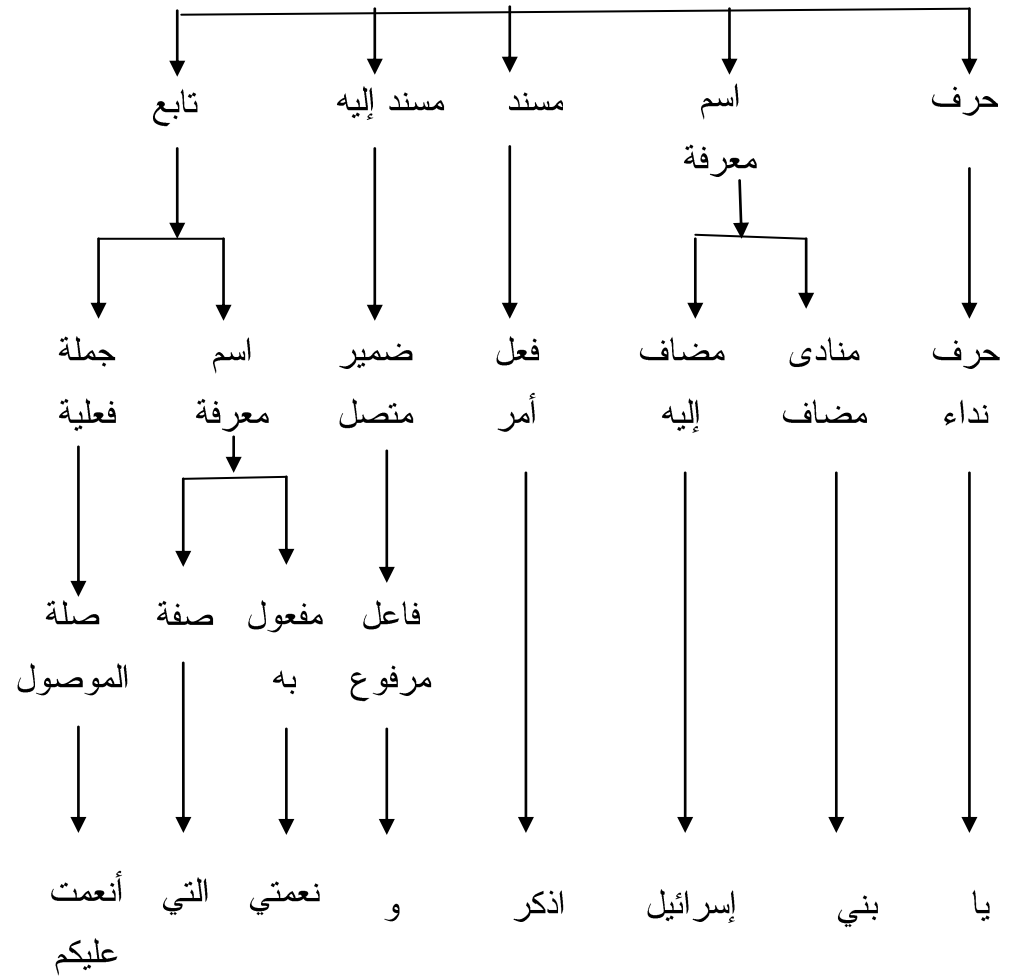 حرف اسم مسند مسند إليه تابع
معرفة
حرف منادى مضاف فعل ضمير اسم جملة
نداء مضاف إليه أمر متصل معرفة فعلية
فاعل مفعول صفة صلة
مرفوع به الموصول
يا بني إسرائيل اذكر و نعمتي التي أنعمت
عليكم